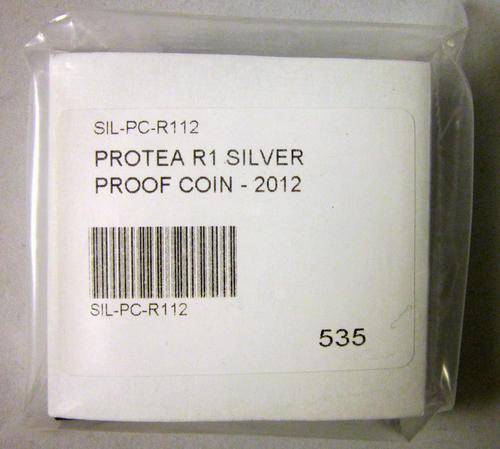 SIL-PC-R112
PROTEA R1 SILVER
PROOF COIN - 2012
SIL-PC-R112
535